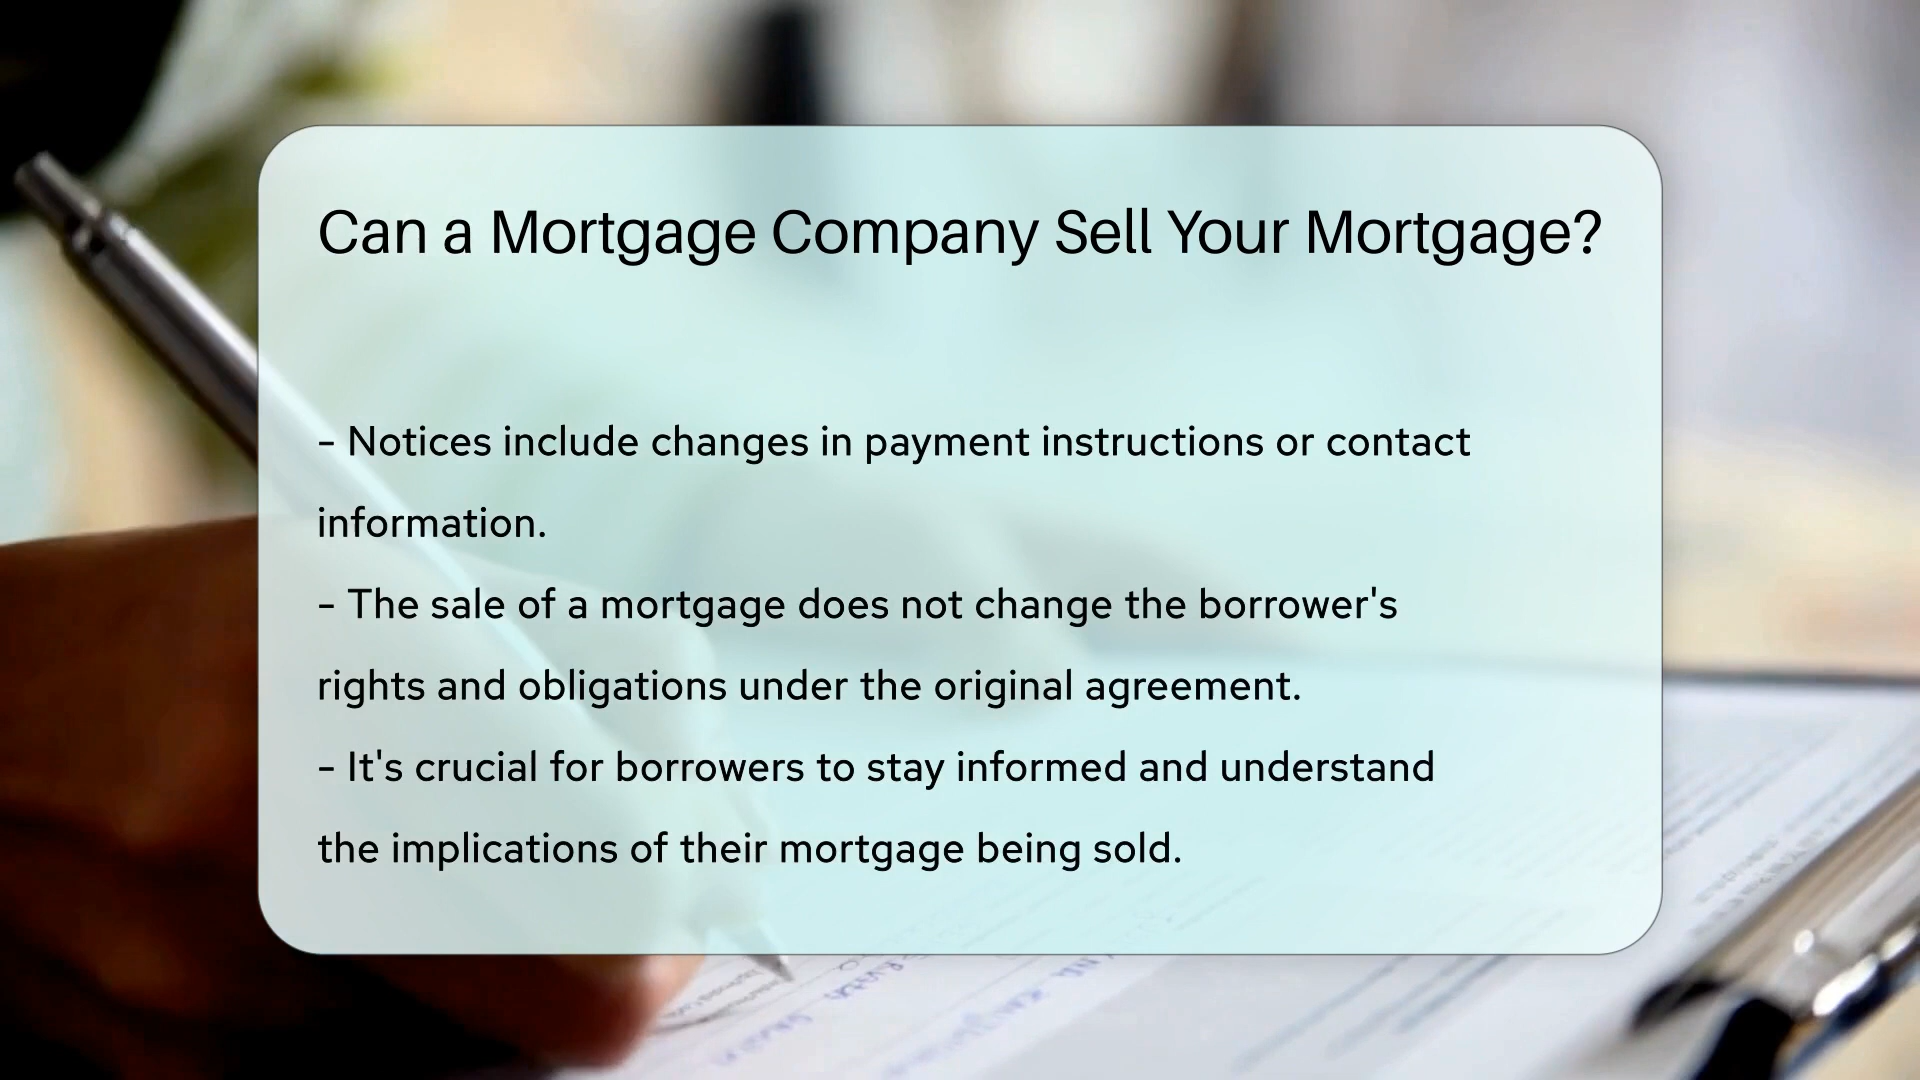 Can a Mortgage Company Sell Your Mortgage?
- Notices include changes in payment instructions or contact
information.
- The sale of a mortgage does not change the borrower's
rights and obligations under the original agreement.
- It's crucial for borrowers to stay informed and understand
the implications of their mortgage being sold.